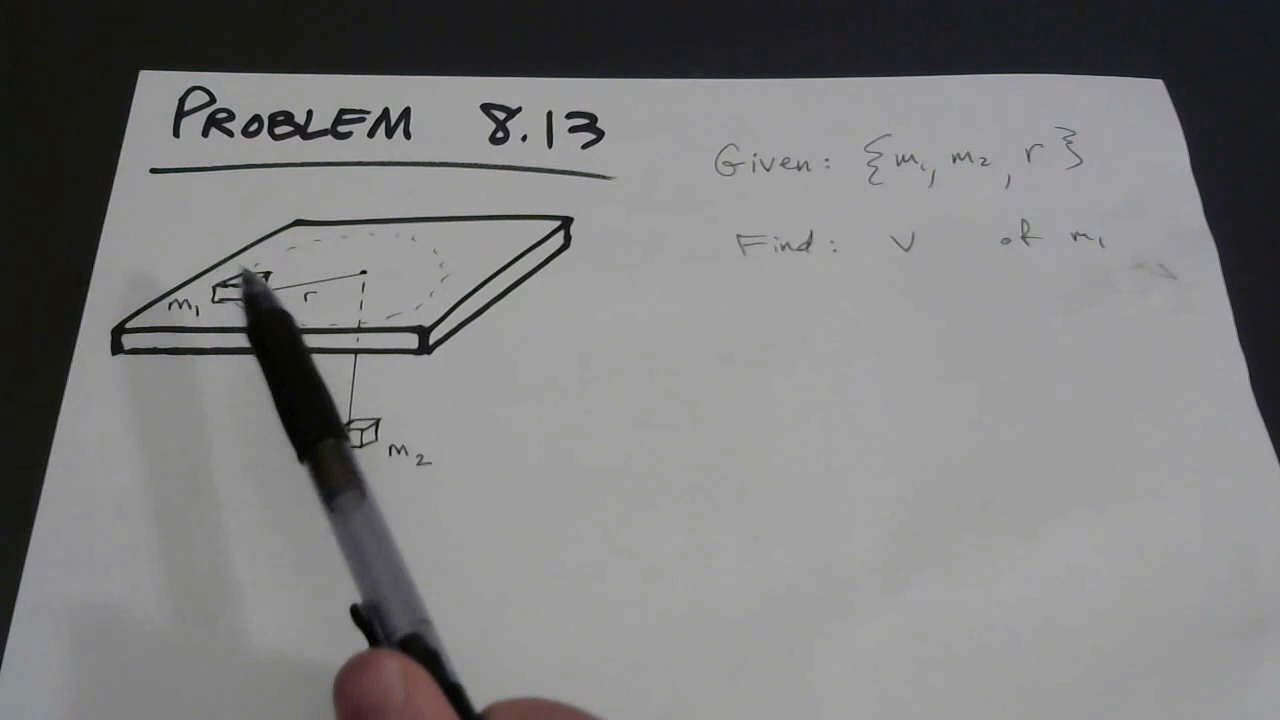 PROBLEM 8.13
Given: {m₁, m₂, r}
Find: v of m₁
m₁
r
m₂